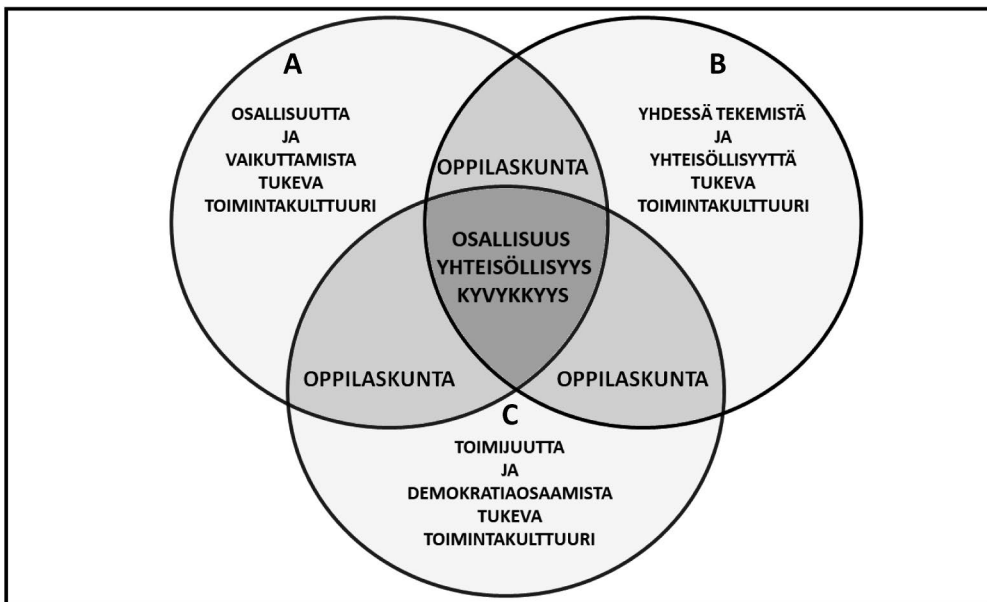 A
OSALLISUUTTA
JA
VAIKUTTAMISTA
TUKEVA
TOIMINTAKULTTUURI
B
YHDESSÄ TEKEMISTÄ
JA
YHTEISÖLLISYYTTÄ
TUKEVA
TOIMINTAKULTTUURI
OPPILASKUNTA
OSALLISUUS
YHTEISÖLLISYYS
KYVYKKYYS
OPPILASKUNTA
OPPILASKUNTA
C
TOIMIJUUTTA
JA
DEMOKRATIAOSAAMISTA
TUKEVA
TOIMINTAKULTTUURI